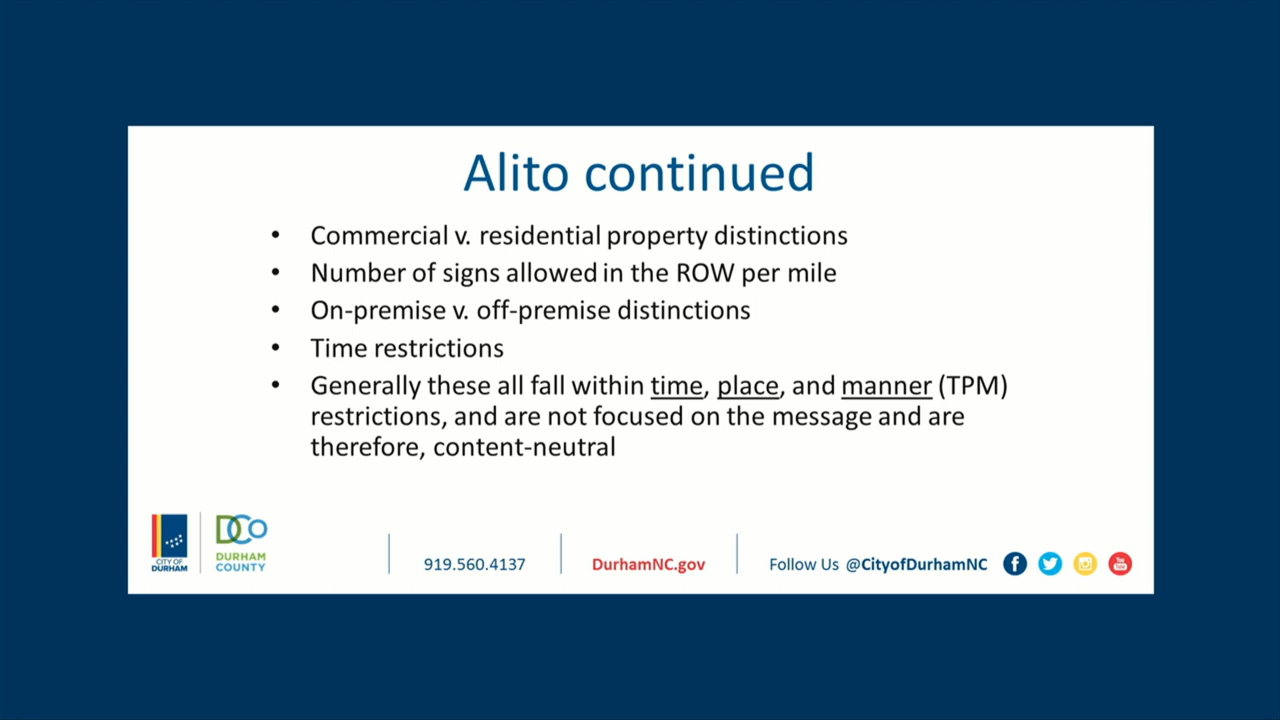 Alito continued
• Commercial v. residential property distinctions
• Number of signs allowed in the ROW per mile
• On-premise v. off-premise distinctions
• Time restrictions
• Generally these all fall within time, place, and manner (TPM)
restrictions, and are not focused on the message and are
therefore, content-neutral
CITY OF
DURHAM
DCo
DURHAM
COUNTY
919.560.4137
DurhamNC.gov
Follow Us @CityofDurhamNC